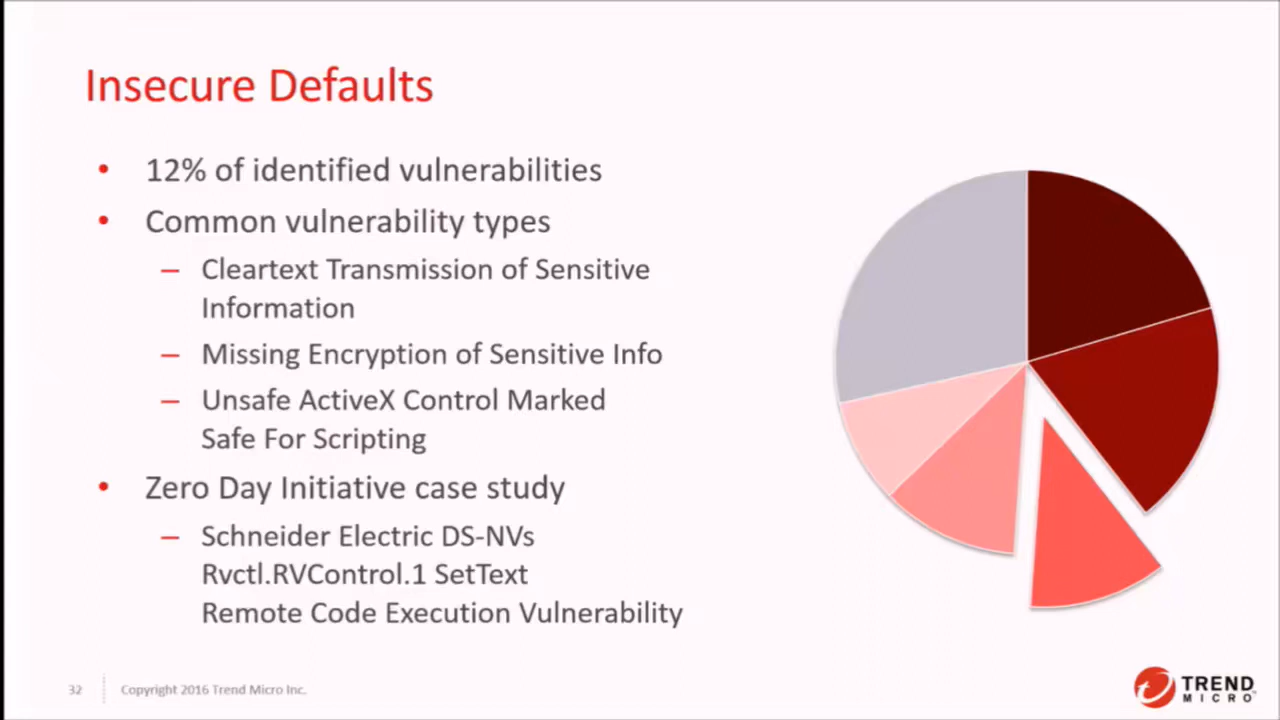 Insecure Defaults
• 12% of identified vulnerabilities
• Common vulnerability types
– Cleartext Transmission of Sensitive
Information
– Missing Encryption of Sensitive Info
– Unsafe ActiveX Control Marked
Safe For Scripting
• Zero Day Initiative case study
– Schneider Electric DS-NVs
Rvctl.RVControl.1 SetText
Remote Code Execution Vulnerability
32
Copyright 2016 Trend Micro Inc.
TREND
MICRO